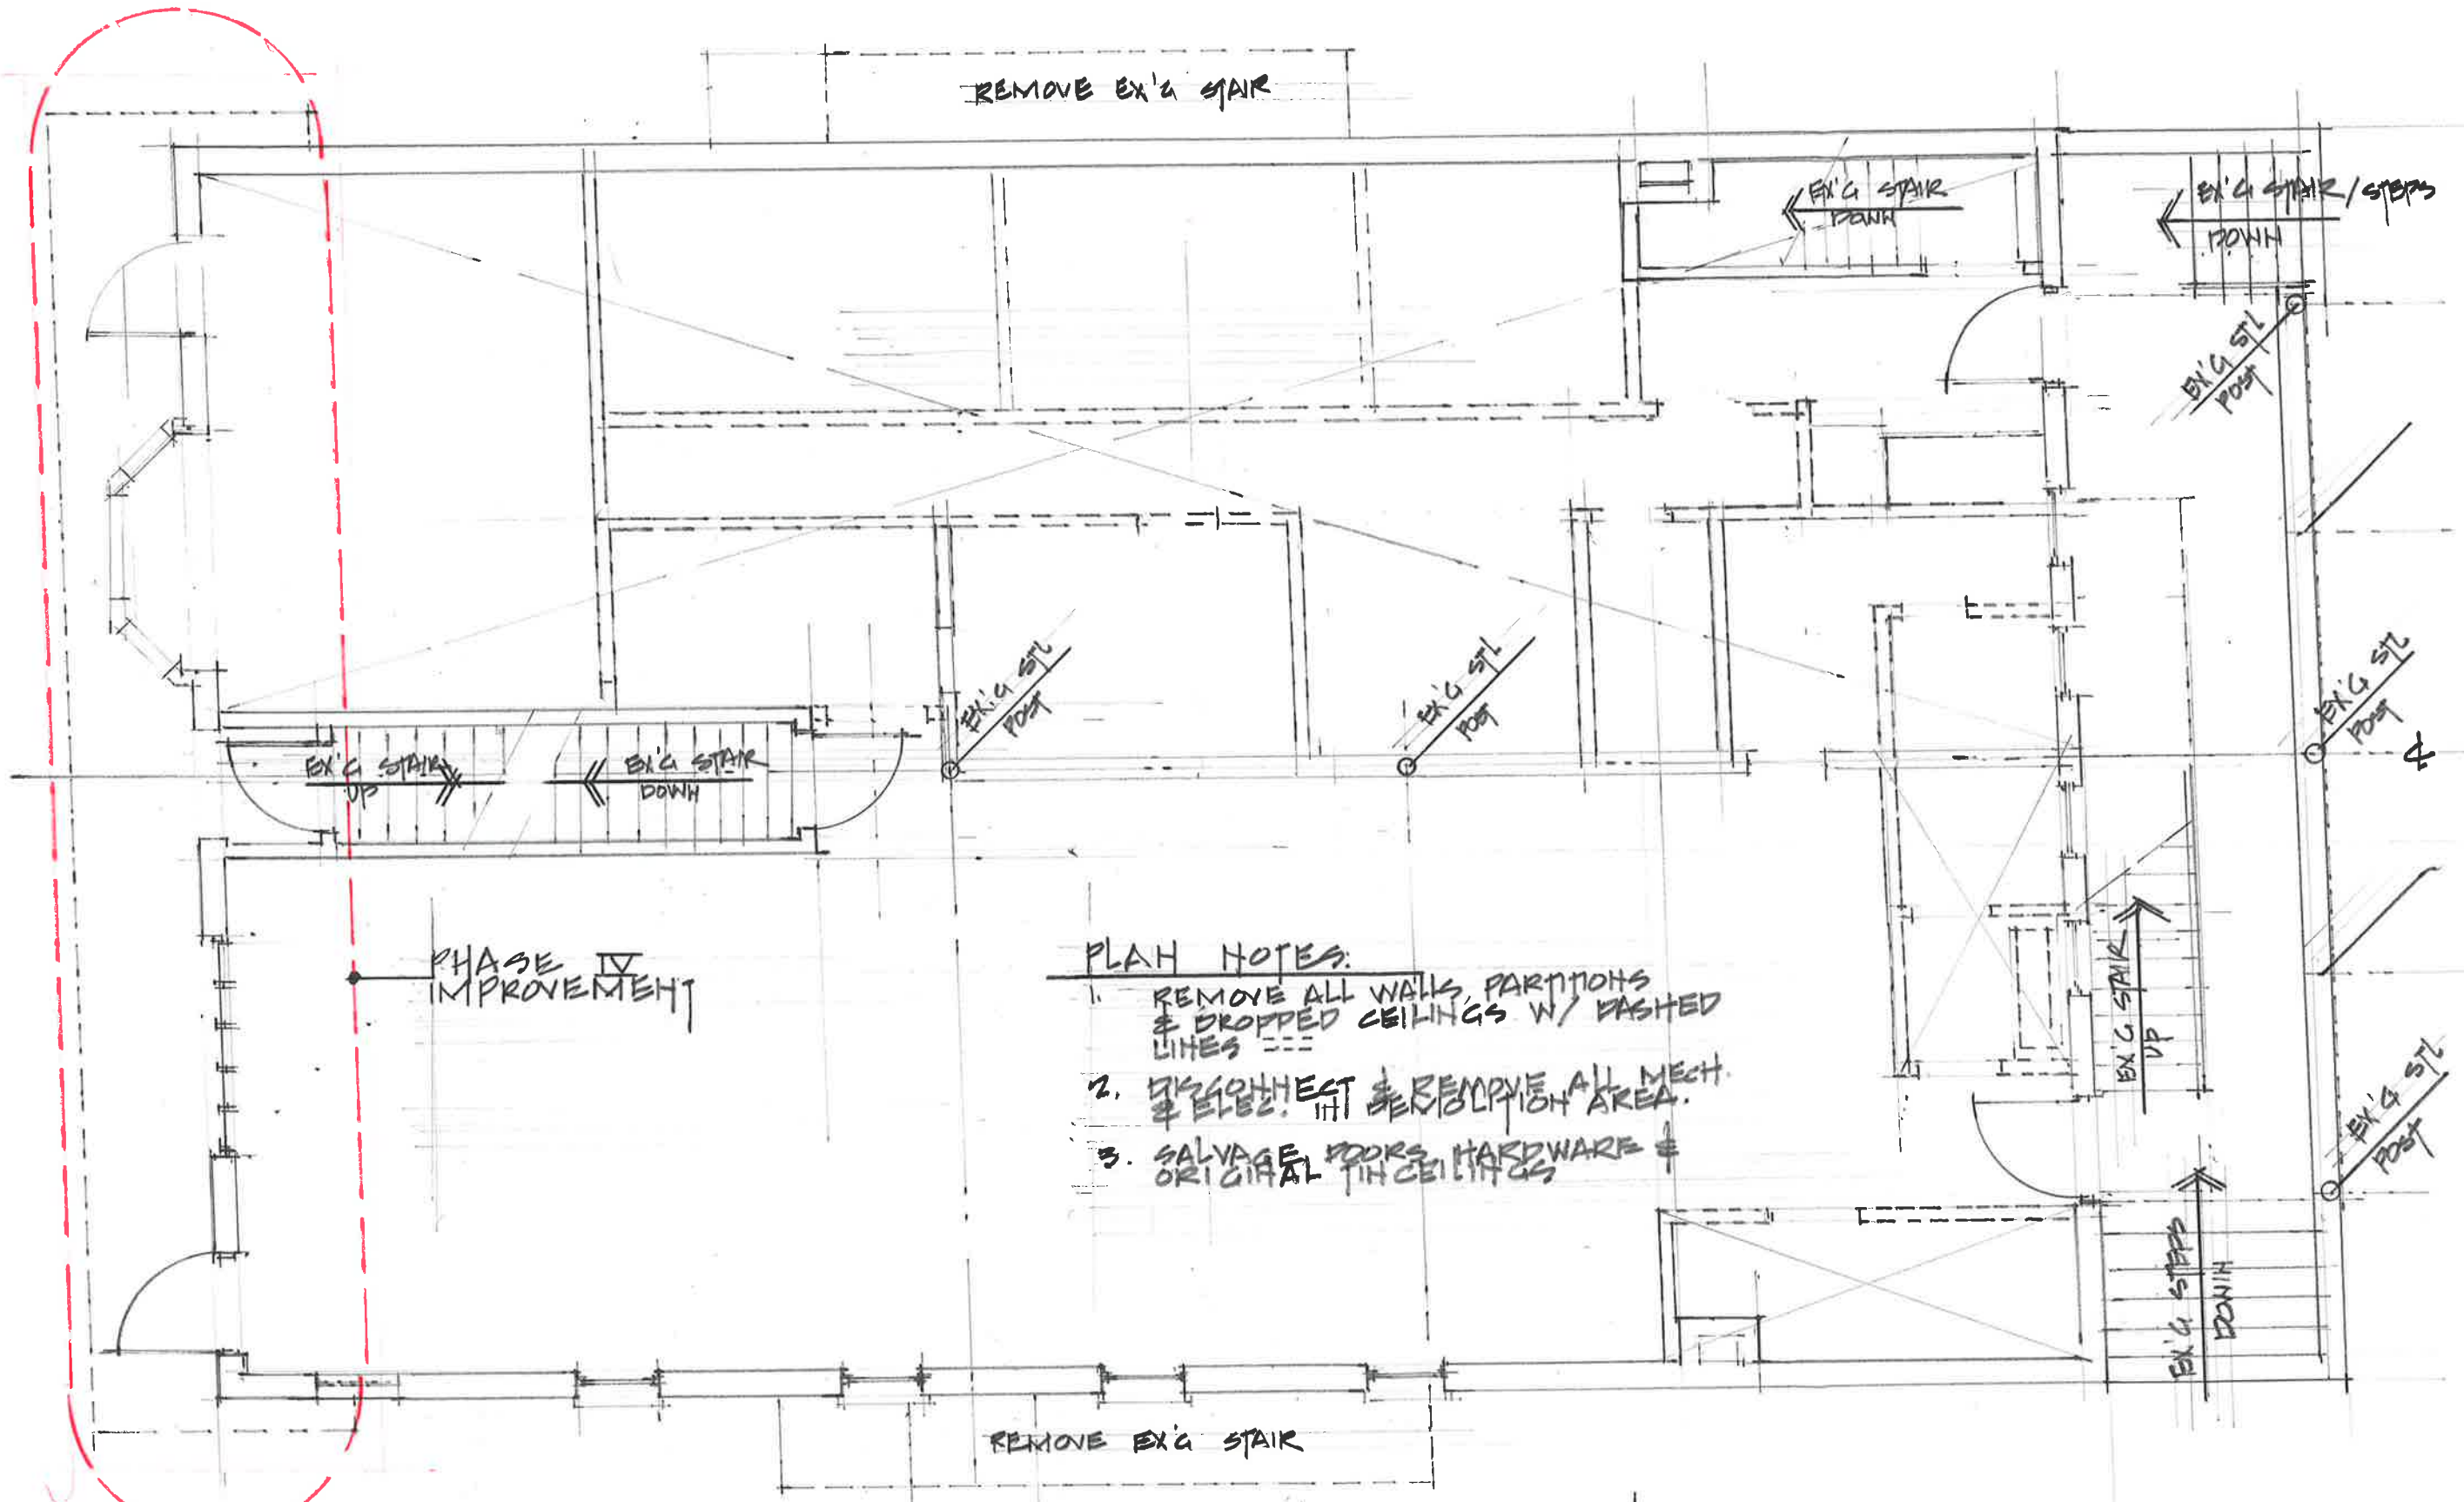 REMOVE EX'G STAIR
EX'G STAIR
DOWN
EX'G STAIR/STEPS
DOWN
EX'G STL
POST
EX'G STL
POST
EX'G STL
POST
EX'G STL
POST
℄
EX'G STAIR
UP
EX'G STAIR
DOWN
PHASE IV
IMPROVEMENT
PLAN NOTES:
1. REMOVE ALL WALLS, PARTITIONS
& DROPPED CEILINGS W/ DASHED
LINES ===
2. DISCONNECT & REMOVE ALL MECH.
& ELEC. IN DEMOLITION AREA.
3. SALVAGE DOORS, HARDWARE &
ORIGINAL TIN CEILINGS
EX'G STAIR
UP
EX'G STL
POST
EX'G STEPS
DOWN
REMOVE EX'G STAIR